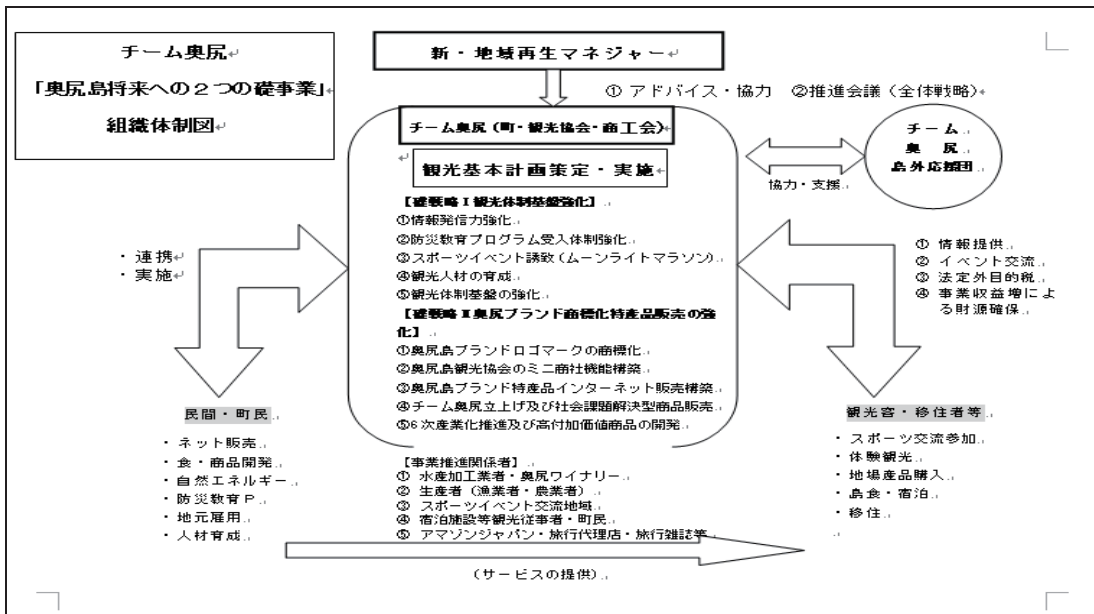 チーム奥尻
「奥尻島将来への２つの礎事業」
組織体制図
新・地域再生マネジャー
① アドバイス・協力　②推進会議（全体戦略）
チーム奥尻（町・観光協会・商工会）
観光基本計画策定・実施
【礎戦略Ⅰ観光体制基盤強化】
①情報発信力強化
②防災教育プログラム受入体制強化
③スポーツイベント誘致（ムーンライトマラソン）
④観光人材の育成
⑤観光体制基盤の強化
【礎戦略Ⅱ奥尻ブランド商標化特産品販売の強
化】
①奥尻島ブランドロゴマークの商標化
②奥尻島観光協会のミニ商社機能構築
③奥尻島ブランド特産品インターネット販売構築
④チーム奥尻立上げ及び社会課題解決型商品販売
⑤6次産業化推進及び高付加価値商品の開発
チーム
奥　尻
島外応援団
協力・支援
・連携
・実施
① 情報提供
② イベント交流
③ 法定外目的税
④ 事業収益増によ
る財源確保
民間・町民
・ネット販売
・食・商品開発
・自然エネルギー
・防災教育Ｐ
・地元雇用
・人材育成
【事業推進関係者】
① 水産加工業者・奥尻ワイナリー
② 生産者（漁業者・農業者）
③ スポーツイベント交流地域
④ 宿泊施設等観光従事者・町民
⑤ アマゾンジャパン・旅行代理店・旅行雑誌等
観光客・移住者等
・スポーツ交流参加
・体験観光
・地場産品購入
・島食・宿泊
・移住
（サービスの提供）